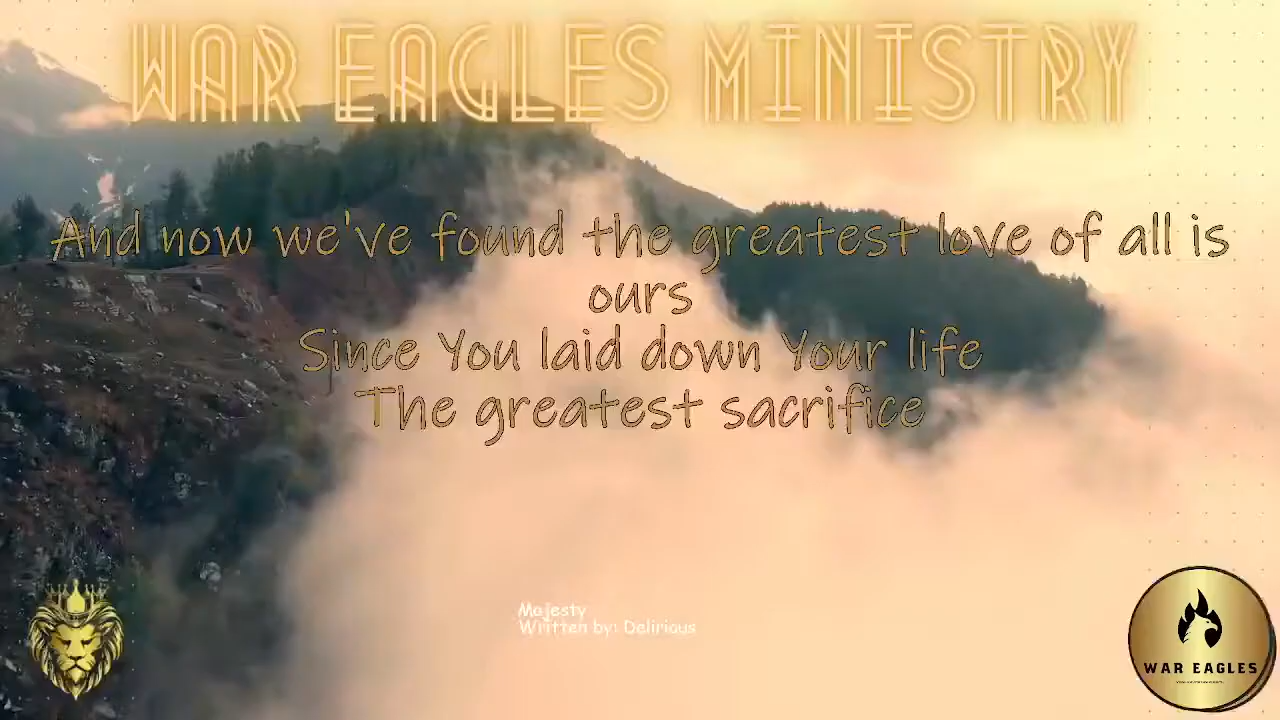 WAR EAGLES MINISTRY
And now we've found the greatest love of all is
ours
Since You laid down Your life
The greatest sacrifice
Majesty
Written by: Delirious
WAR EAGLES